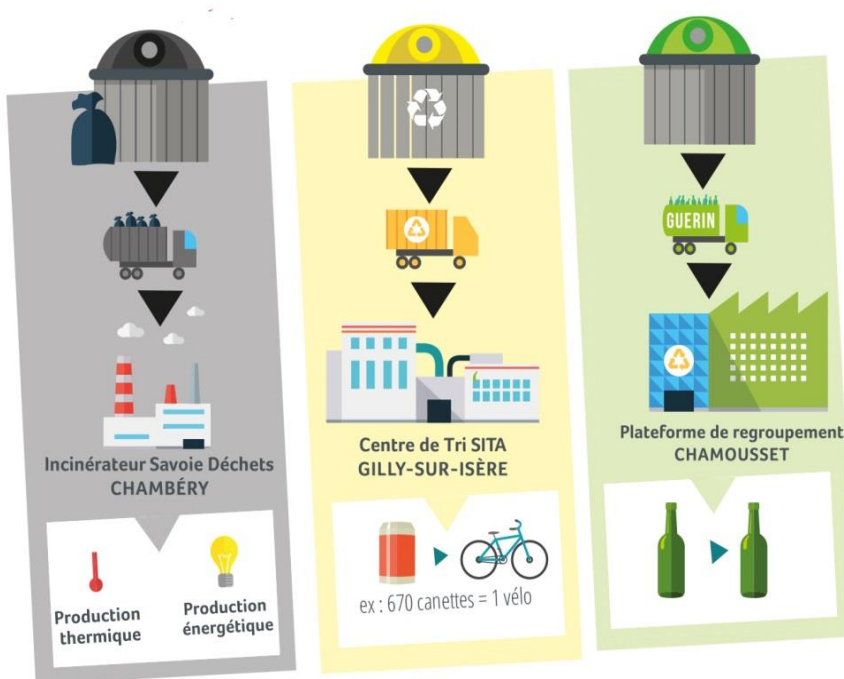 GUERIN
Incinérateur Savoie Déchets
CHAMBÉRY
Centre de Tri SITA
GILLY-SUR-ISÈRE
Plateforme de regroupement
CHAMOUSSET
Production
thermique
Production
énergétique
ex : 670 canettes = 1 vélo